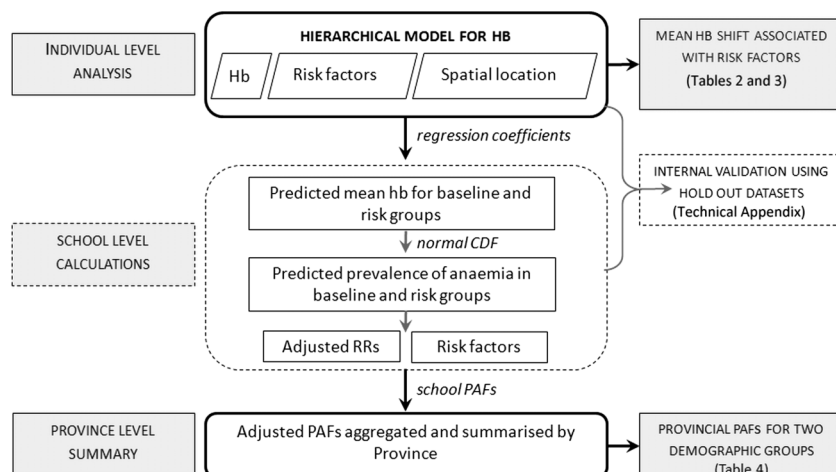 INDIVIDUAL LEVEL
ANALYSIS
HIERARCHICAL MODEL FOR HB
Hb
Risk factors
Spatial location
MEAN HB SHIFT ASSOCIATED
WITH RISK FACTORS
(Tables 2 and 3)
regression coefficients
INTERNAL VALIDATION USING
HOLD OUT DATASETS
(Technical Appendix)
SCHOOL LEVEL
CALCULATIONS
Predicted mean hb for baseline and
risk groups
normal CDF
Predicted prevalence of anaemia in
baseline and risk groups
Adjusted RRs
Risk factors
school PAFs
PROVINCE LEVEL
SUMMARY
Adjusted PAFs aggregated and summarised by
Province
PROVINCIAL PAFS FOR TWO
DEMOGRAPHIC GROUPS
(Table 4)